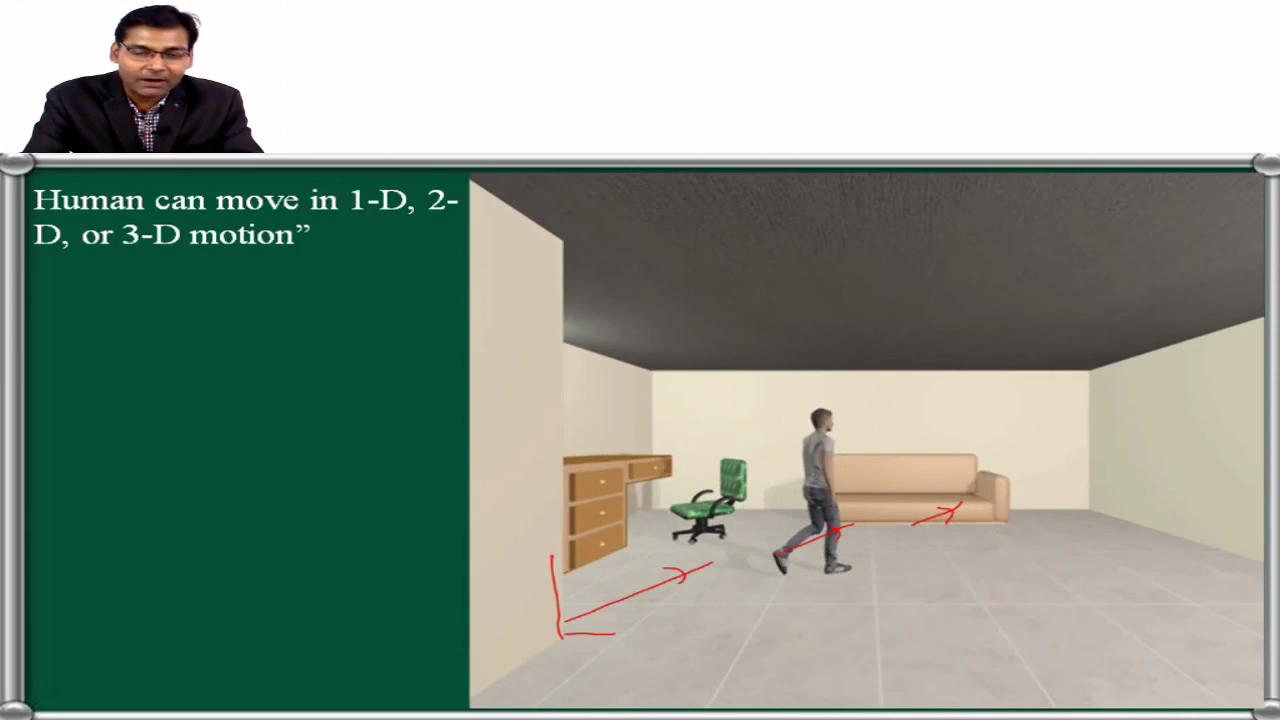 Human can move in 1-D, 2-
D, or 3-D motion”